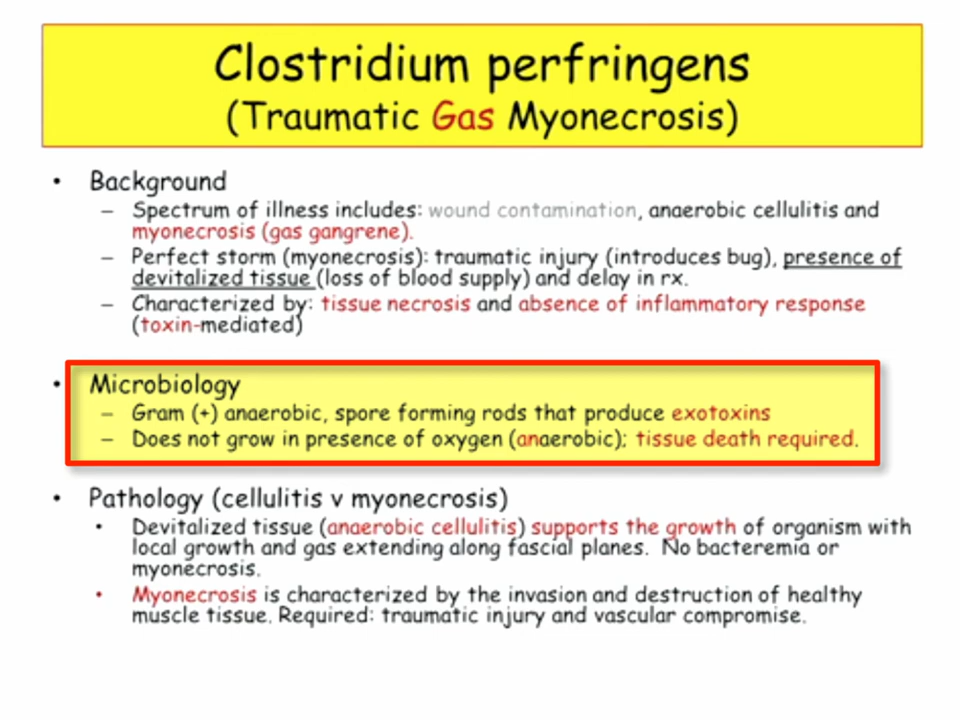 Clostridium perfringens
(Traumatic Gas Myonecrosis)
• Background
– Spectrum of illness includes: wound contamination, anaerobic cellulitis and
myonecrosis (gas gangrene).
– Perfect storm (myonecrosis): traumatic injury (introduces bug), presence of
devitalized tissue (loss of blood supply) and delay in rx.
– Characterized by: tissue necrosis and absence of inflammatory response
(toxin-mediated)
• Microbiology
– Gram (+) anaerobic, spore forming rods that produce exotoxins
– Does not grow in presence of oxygen (anaerobic); tissue death required.
• Pathology (cellulitis v myonecrosis)
• Devitalized tissue (anaerobic cellulitis) supports the growth of organism with
local growth and gas extending along fascial planes. No bacteremia or
myonecrosis.
• Myonecrosis is characterized by the invasion and destruction of healthy
muscle tissue. Required: traumatic injury and vascular compromise.